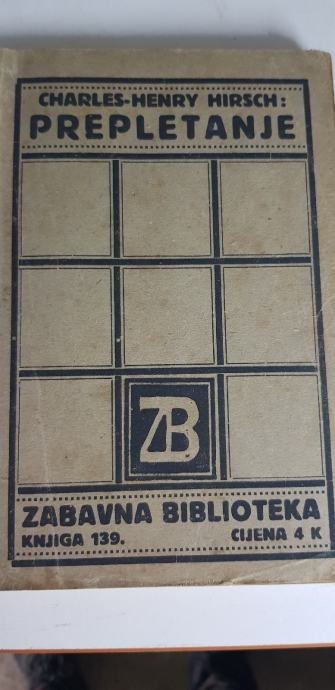 CHARLES-HENRY HIRSCH:
PREPLETANJE
ZB
ZABAVNA BIBLIOTEKA
KNJIGA 139. CIJENA 4 K